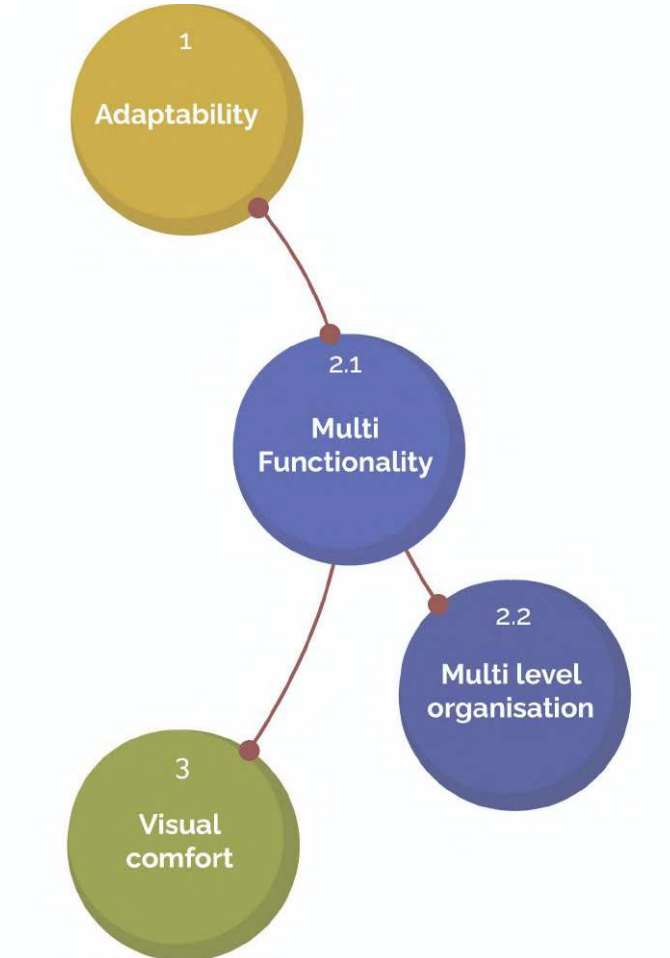 1
Adaptability
2.1
Multi
Functionality
2.2
Multi level
organisation
3
Visual
comfort